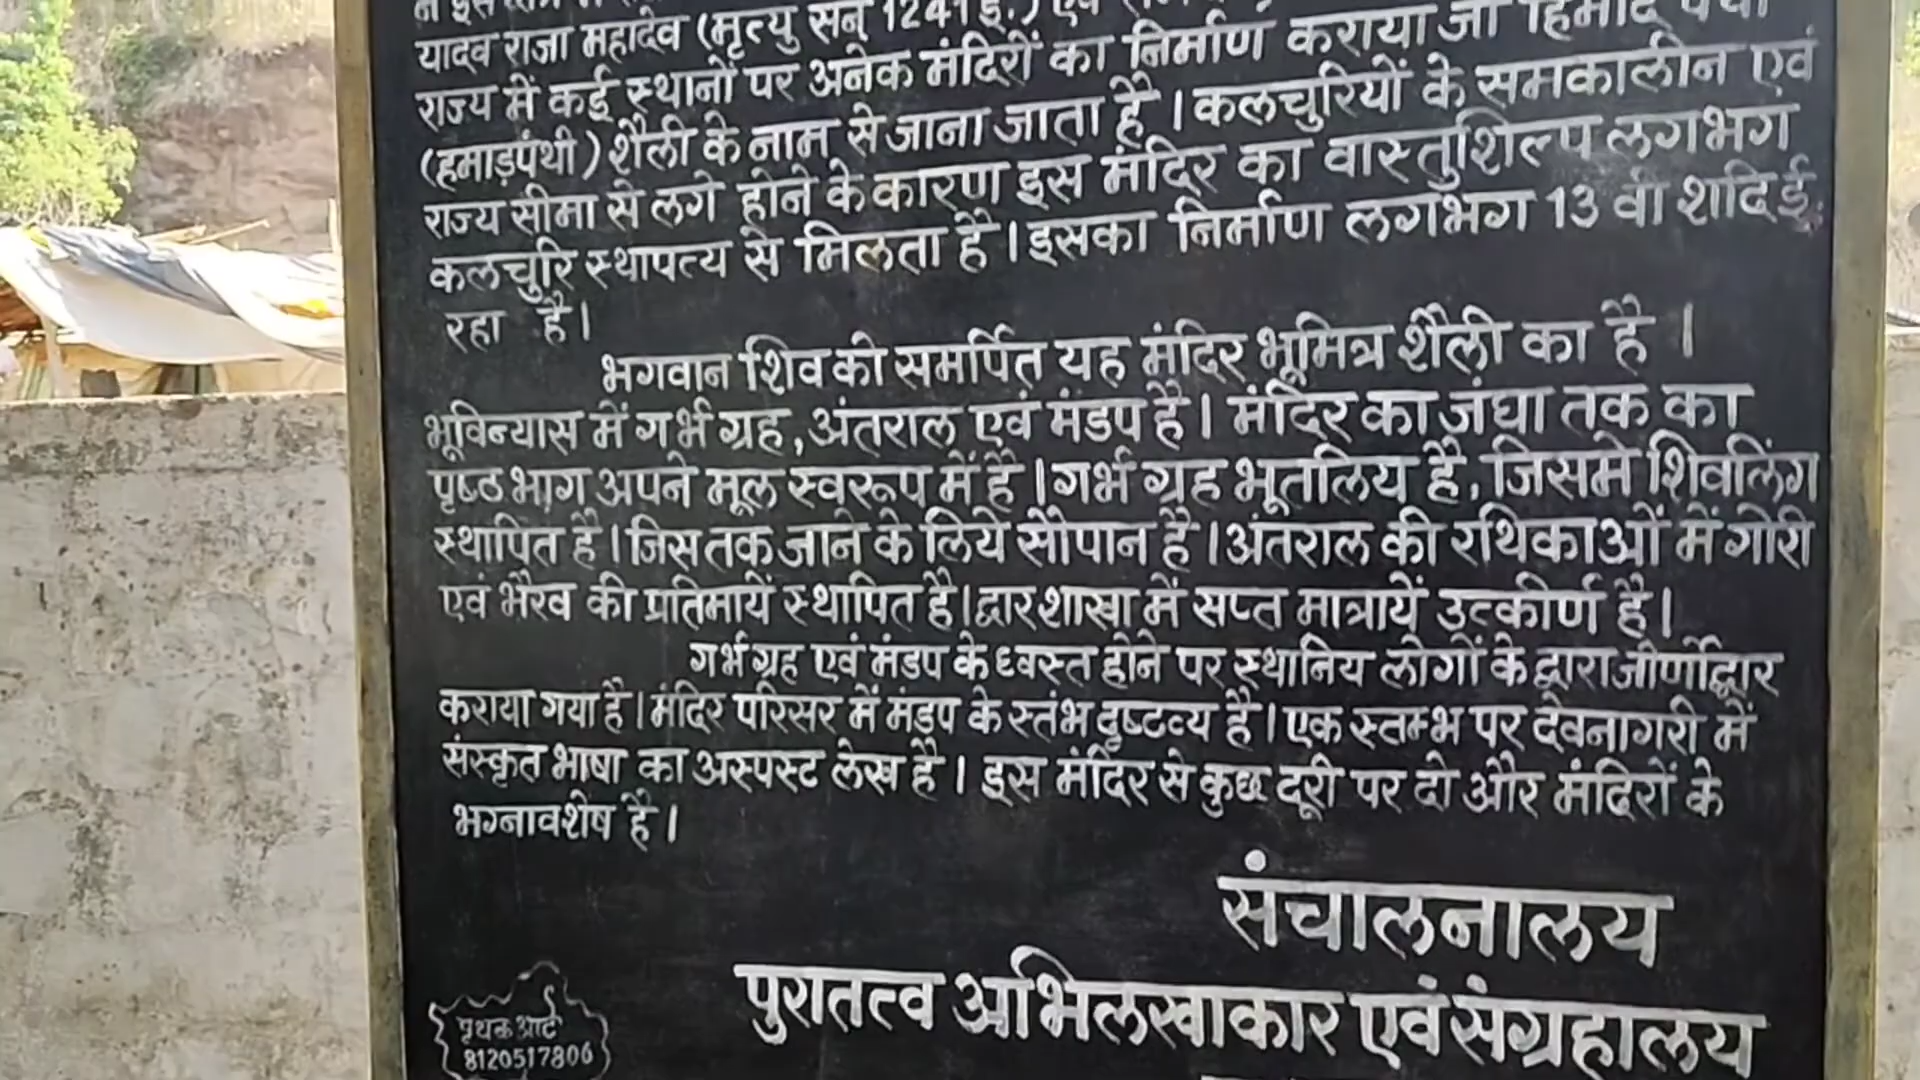 यादव राजा महादेव (मृत्यु सन् 1241 ई.) एवं
राज्य में कई स्थानों पर अनेक मंदिरों का निर्माण कराया जो हिमाद पंथी
(हमाड़पंथी) शैली के नाम से जाना जाता है । कलचुरियों के समकालीन एवं
राज्य सीमा से लगे होने के कारण इस मंदिर का वास्तुशिल्प लगभग
कलचुरि स्थापत्य से मिलता है । इसका निर्माण लगभग 13 वी शदि ई.
रहा है ।
भगवान शिव को समर्पित यह मंदिर भूमित्र शैली का है ।
भूविन्यास में गर्भ ग्रह , अंतराल एवं मंडप है । मंदिर का जंघा तक का
पृष्ठ भाग अपने मूल स्वरूप में है । गर्भ ग्रह भूतलिय है , जिसमे शिवलिंग
स्थापित है । जिस तक जाने के लिये सोपान है । अंतराल की रथिकाओं में गोरी
एवं भैरव की प्रतिमायें स्थापित है । द्वार शाखा में सप्त मात्रायें उत्कीर्ण है ।
गर्भ ग्रह एवं मंडप के ध्वस्त होने पर स्थानिय लोगों के द्वारा जीर्णोद्वार
कराया गया है । मंदिर परिसर में मंडप के स्तंभ दृष्टव्य है । एक स्तम्भ पर देवनागरी में
संस्कृत भाषा का अस्पस्ट लेख है । इस मंदिर से कुछ दूरी पर दो और मंदिरों के
भग्नावशेष है ।
संचालनालय
पुरातत्व अभिलखाकार एवं संग्रहालय
पृथक आर्ट
8120517806